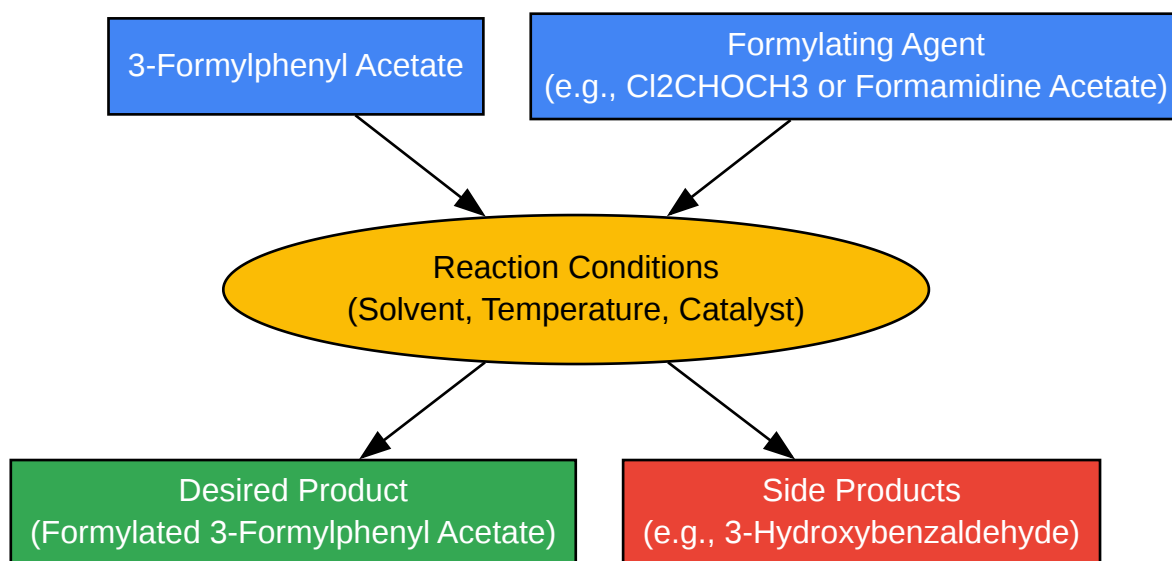 3-Formylphenyl Acetate
Formylating Agent
(e.g., Cl2CHOCH3 or Formamidine Acetate)
Reaction Conditions
(Solvent, Temperature, Catalyst)
Desired Product
(Formylated 3-Formylphenyl Acetate)
Side Products
(e.g., 3-Hydroxybenzaldehyde)